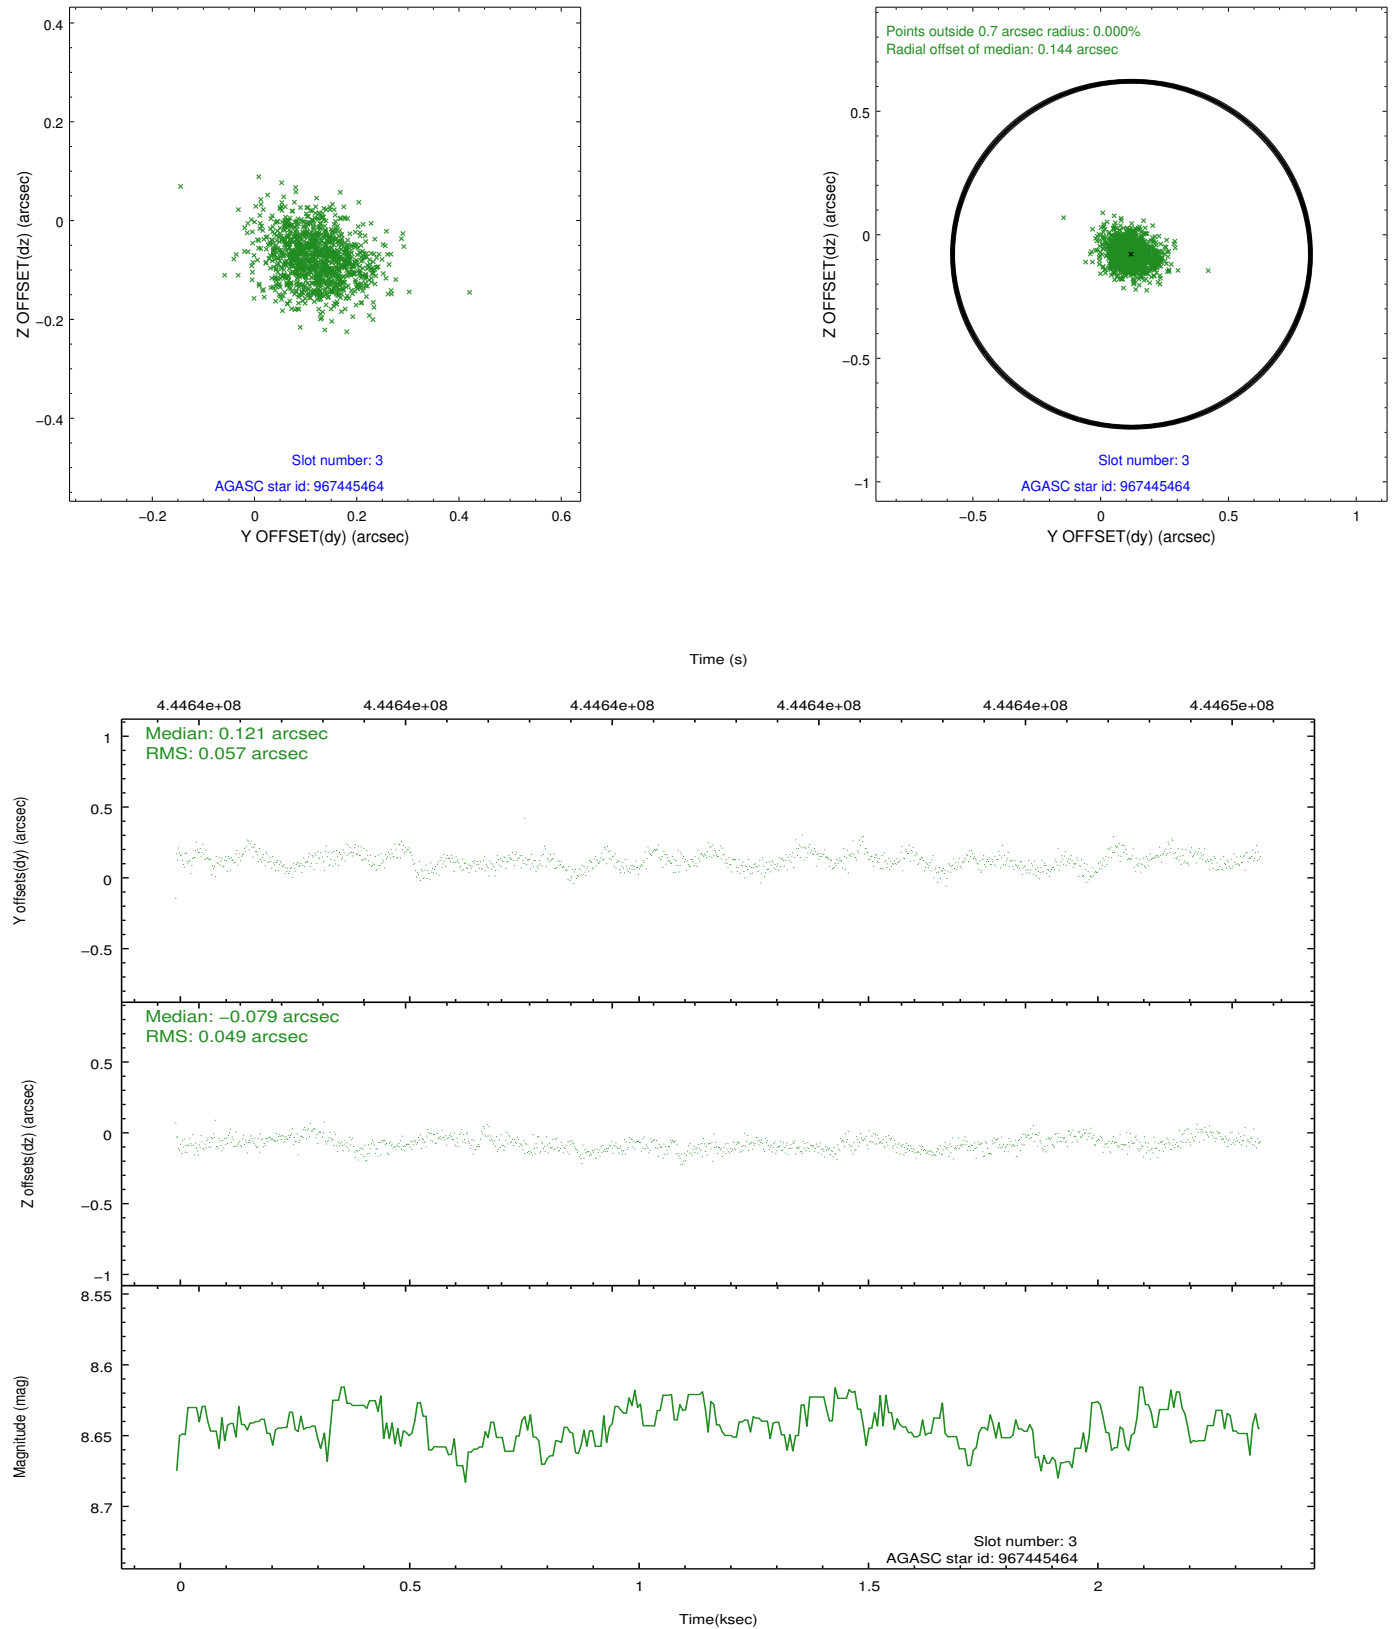 0.4
0.2
0
−0.2
−0.4
Z OFFSET(dz) (arcsec)
Slot number: 3
AGASC star id: 967445464
−0.2 0 0.2 0.4 0.6
Y OFFSET(dy) (arcsec)
Points outside 0.7 arcsec radius: 0.000%
Radial offset of median: 0.144 arcsec
0.5
0
−0.5
−1
Z OFFSET(dz) (arcsec)
Slot number: 3
AGASC star id: 967445464
−0.5 0 0.5 1
Y OFFSET(dy) (arcsec)
Time (s)
4.4464e+08 4.4464e+08 4.4464e+08 4.4464e+08 4.4464e+08 4.4465e+08
Median: 0.121 arcsec
RMS: 0.057 arcsec
1
0.5
0
−0.5
Y offsets(dy) (arcsec)
Median: −0.079 arcsec
RMS: 0.049 arcsec
0.5
0
−0.5
−1
Z offsets(dz) (arcsec)
8.55
8.6
8.65
8.7
Magnitude (mag)
Slot number: 3
AGASC star id: 967445464
0 0.5 1 1.5 2
Time(ksec)